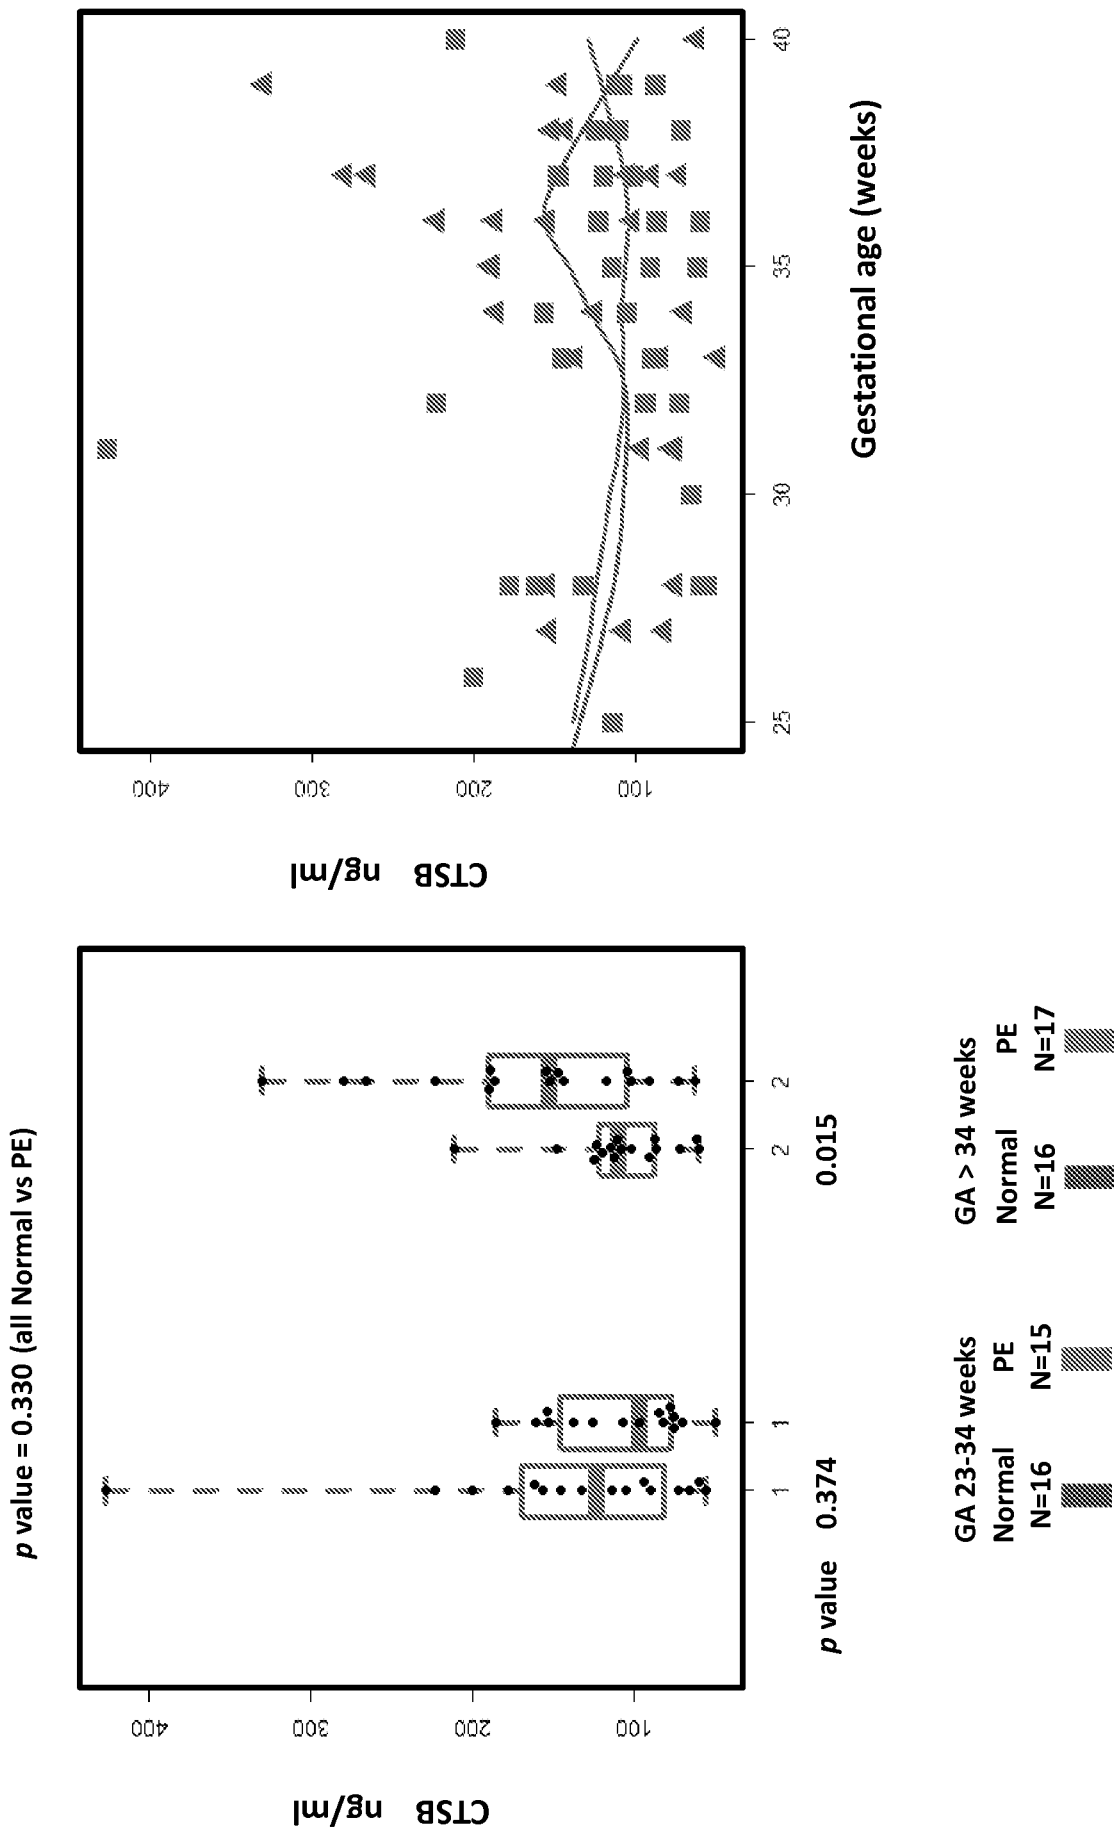 p value = 0.330 (all Normal vs PE)
CTSB ng/ml
400
300
200
100
1
1
2
2
p value 0.374
0.015
GA 23-34 weeks
Normal PE
N=16 N=15
GA > 34 weeks
Normal PE
N=16 N=17
CTSB ng/ml
400
300
200
100
25
30
35
40
Gestational age (weeks)